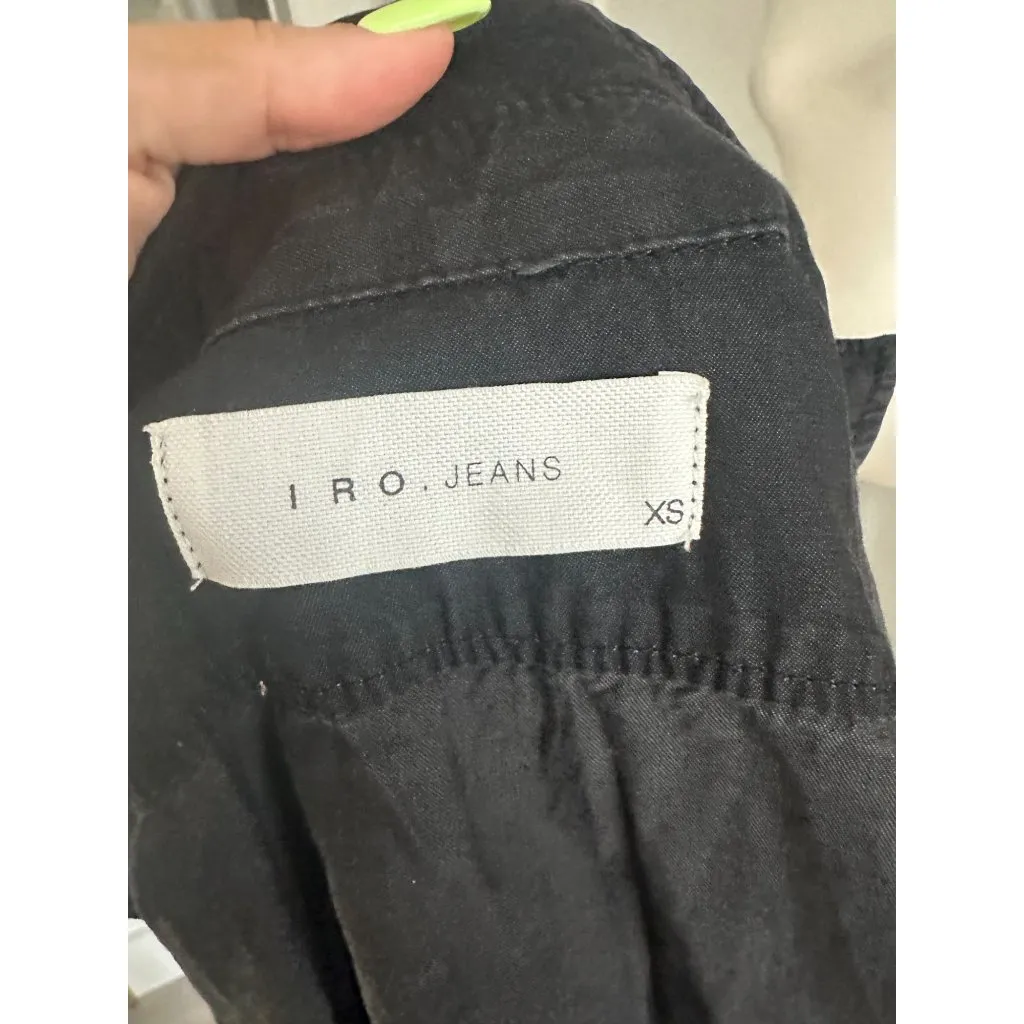 I R O . JEANS
XS